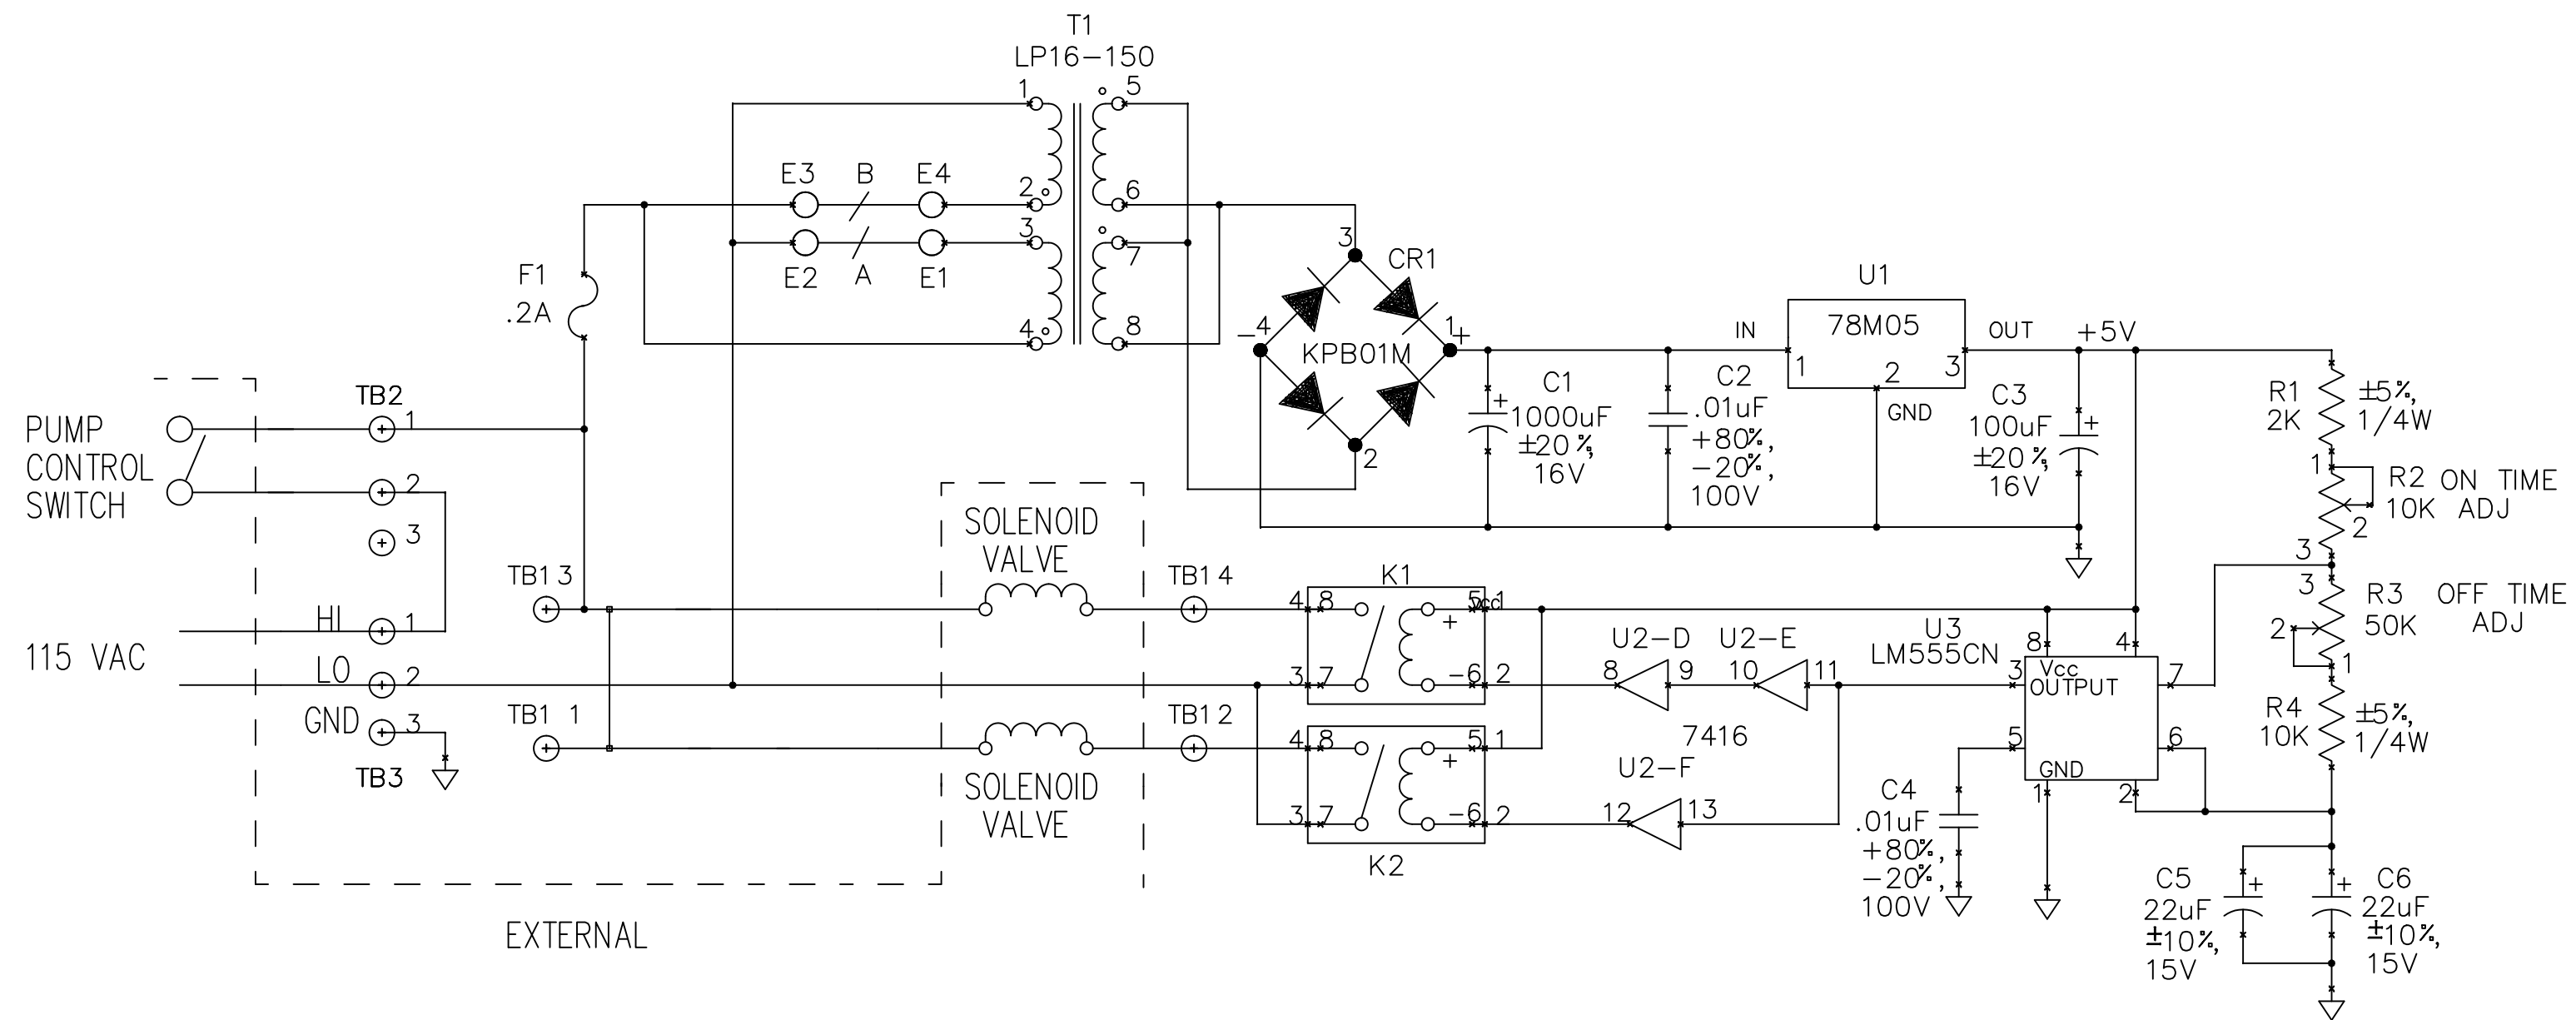 T1
LP16-150
1
5
E3
B
E4
2
6
3
E2
A
E1
7
F1
.2A
4
8
3
CR1
-4
KPB01M
1+
2
U1
IN
78M05
OUT
+5V
1
2
3
GND
C1
+
1000uF
±20%,
16V
C2
.01uF
+80%,
-20%,
100V
C3
100uF
+
±20%,
16V
R1
2K
±5%,
1/4W
1
R2 ON TIME
10K ADJ
2
3
3
R3 OFF TIME
50K ADJ
2
1
R4
10K
±5%,
1/4W
PUMP
CONTROL
SWITCH
TB2
1
2
3
115 VAC
HI
1
LO
2
GND
3
TB3
TB1 3
SOLENOID
VALVE
TB1 4
TB1 1
TB1 2
SOLENOID
VALVE
EXTERNAL
K1
4
8
5
Vcc
1
+
3
7
-6
2
4
8
5
1
+
3
7
-6
2
K2
U2-D
U2-E
8
9
10
11
7416
U2-F
12
13
U3
LM555CN
8
4
3
Vcc
OUTPUT
7
5
6
GND
1
2
C4
.01uF
+80%,
-20%,
100V
C5
+
22uF
±10%,
15V
C6
+
22uF
±10%,
15V